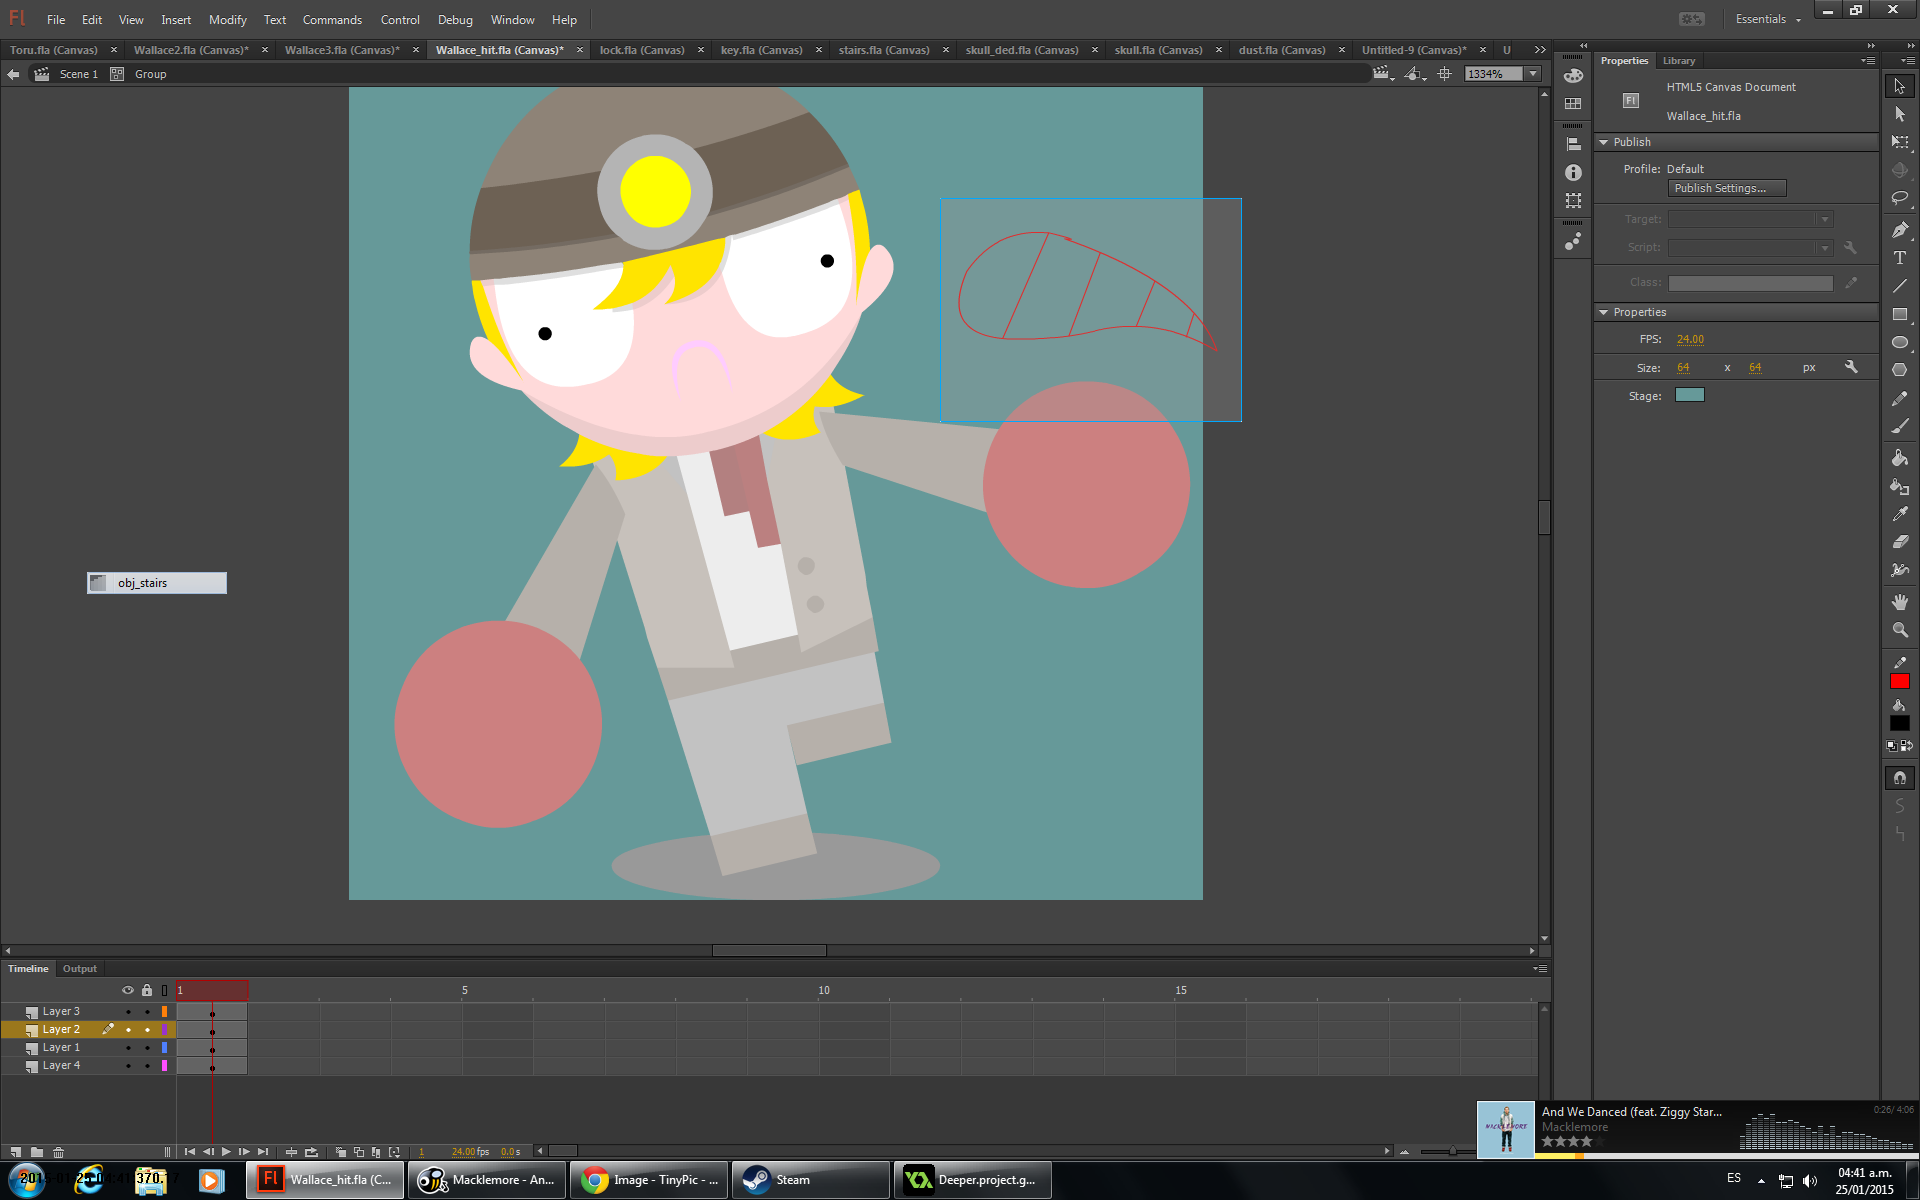 Fl File Edit View Insert Modify Text Commands Control Debug Window Help Essentials
Toru.fla (Canvas) × Wallace2.fla (Canvas)* × Wallace3.fla (Canvas)* × Wallace_hit.fla (Canvas)* × lock.fla (Canvas) × key.fla (Canvas) × stairs.fla (Canvas) × skull_ded.fla (Canvas) × skull.fla (Canvas) × dust.fla (Canvas) × Untitled-9 (Canvas)* × U
Scene 1 Group 1334%
Properties Library
HTML5 Canvas Document
Fl
Wallace_hit.fla
Publish
Profile: Default
Publish Settings...
Target:
Script:
Class:
Properties
FPS: 24.00
Size: 64 x 64 px
Stage:
obj_stairs
Timeline Output
1 5 10 15
Layer 3
Layer 2
Layer 1
Layer 4
1 24.00 fps 0.0 s
And We Danced (feat. Ziggy Star... 0:26/ 4:06
Macklemore
MACKLEMORE
Fl Wallace_hit.fla (C... Macklemore - An... Image - TinyPic - ... Steam Deeper.project.g...
ES 04:41 a.m.
25/01/2015